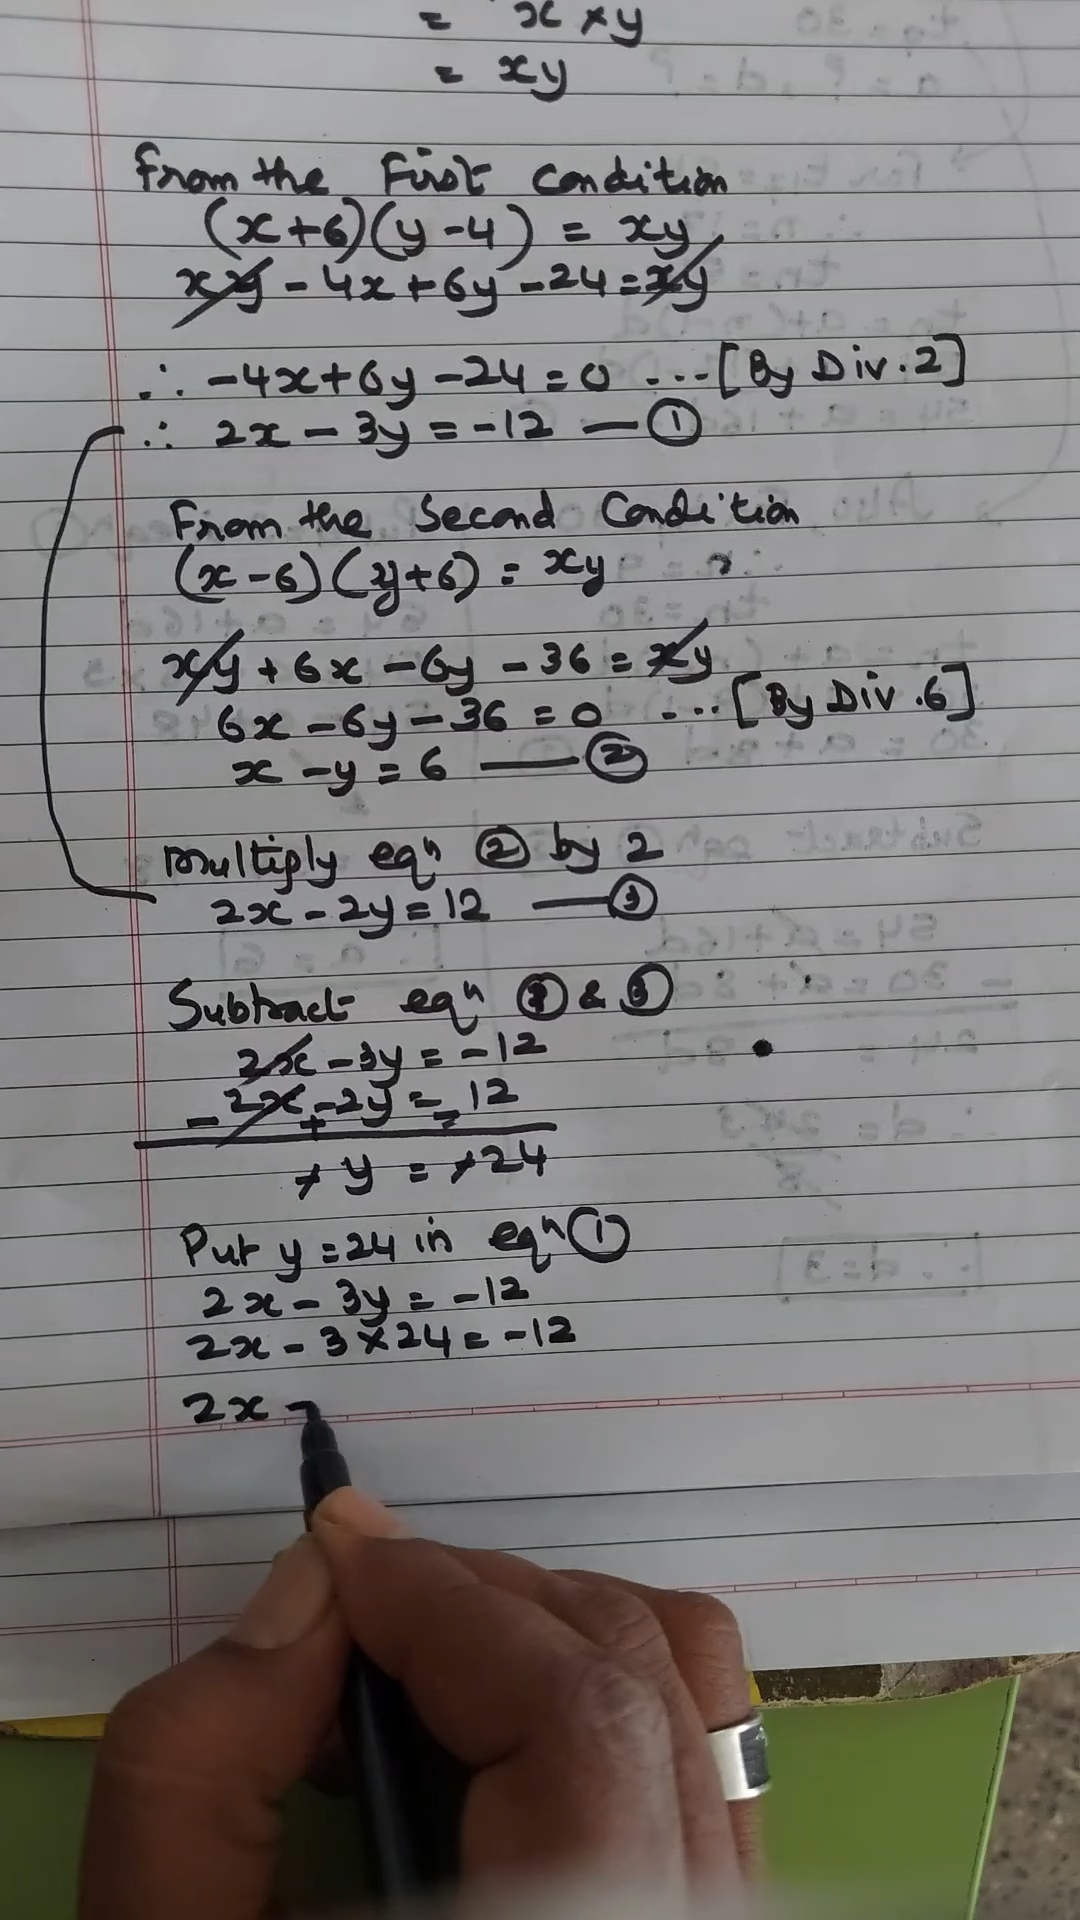 = x × y
= xy
From the First Condition
(x+6)(y-4) = xy
xy - 4x + 6y - 24 = xy
∴ -4x + 6y - 24 = 0 ...[By Div. 2]
∴ 2x - 3y = -12 — ①
From the Second Condition
(x-6)(y+6) = xy
xy + 6x - 6y - 36 = xy
6x - 6y - 36 = 0 ...[By Div. 6]
x - y = 6 — ②
Multiply eqⁿ ② by 2
2x - 2y = 12 — ③
Subtract eqⁿ & ③
2x - 3y = -12
- 2x - 2y = 12
+ -
- y = -24
Put y = 24 in eqⁿ ①
2x - 3y = -12
2x - 3 × 24 = -12
2x -